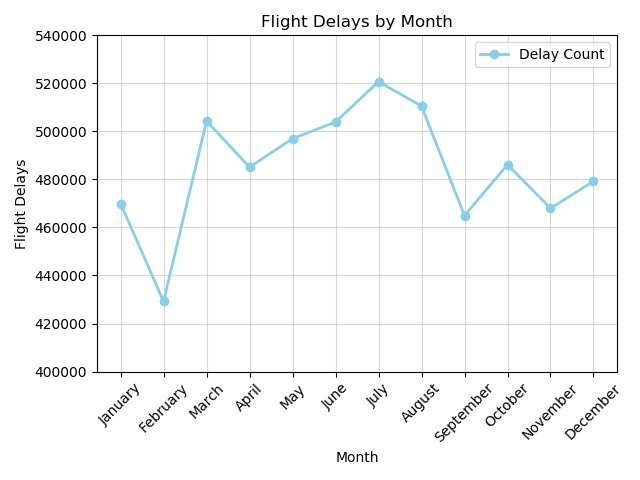 Flight Delays by Month
Delay Count
Flight Delays
540000
520000
500000
480000
460000
440000
420000
400000
January
February
March
April
May
June
July
August
September
October
November
December
Month